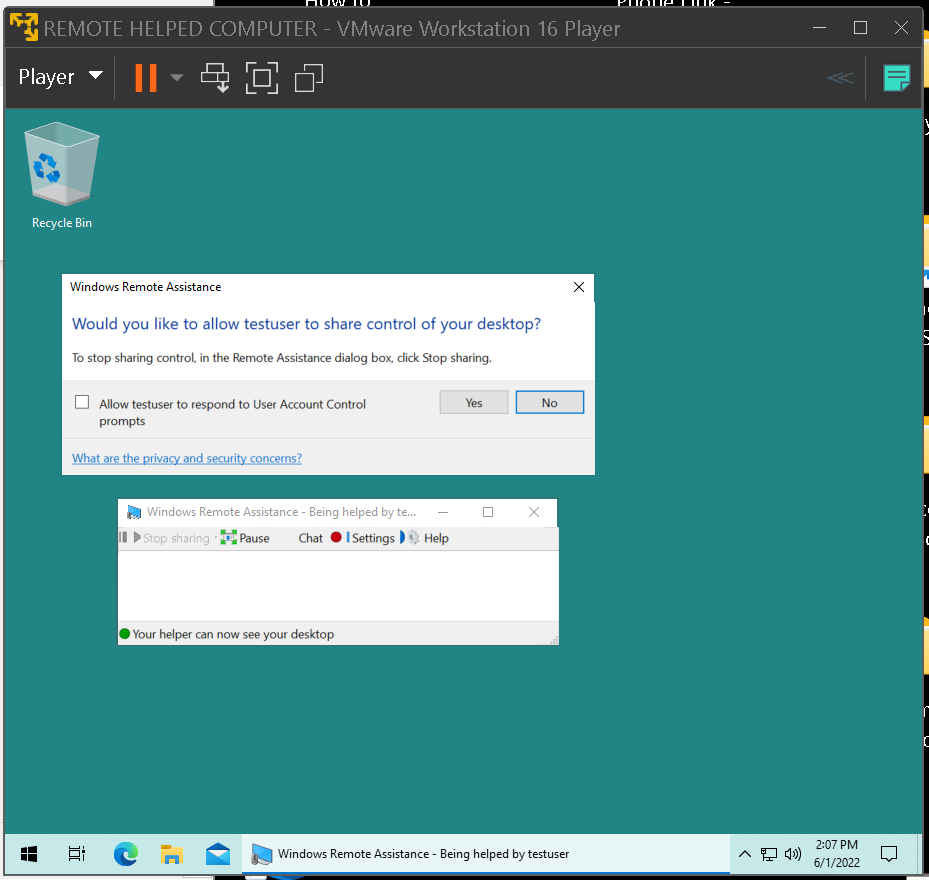 How to
Phone Link -
REMOTE HELPED COMPUTER - VMware Workstation 16 Player
Player
Recycle Bin
Windows Remote Assistance
Would you like to allow testuser to share control of your desktop?
To stop sharing control, in the Remote Assistance dialog box, click Stop sharing.
Allow testuser to respond to User Account Control
prompts
Yes
No
What are the privacy and security concerns?
Windows Remote Assistance - Being helped by te...
Stop sharing Pause Chat Settings Help
Your helper can now see your desktop
Windows Remote Assistance - Being helped by testuser
2:07 PM
6/1/2022